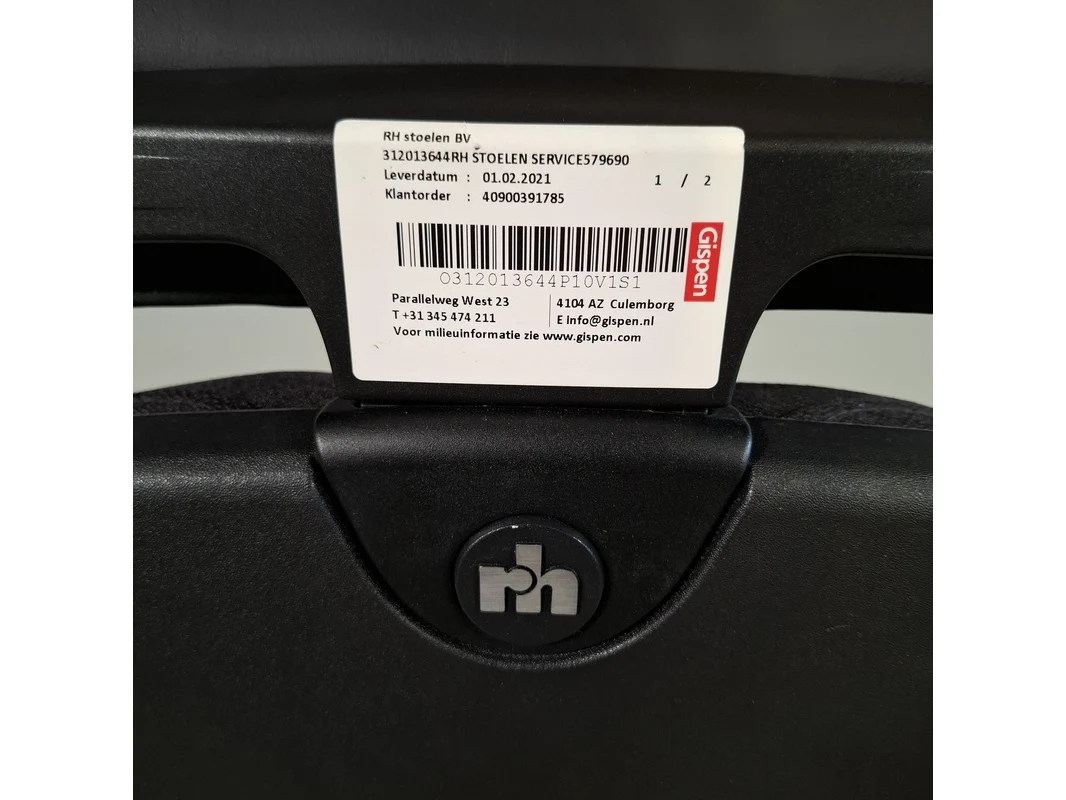 RH stoelen BV
312013644RH STOELEN SERVICE579690
Leverdatum : 01.02.2021
1 / 2
Klantorder : 40900391785
Gispen
O312013644P10V1S1
Parallelweg West 23
4104 AZ Culemborg
T +31 345 474 211
E info@gispen.nl
Voor milieuinformatie zie www.gispen.com
rh